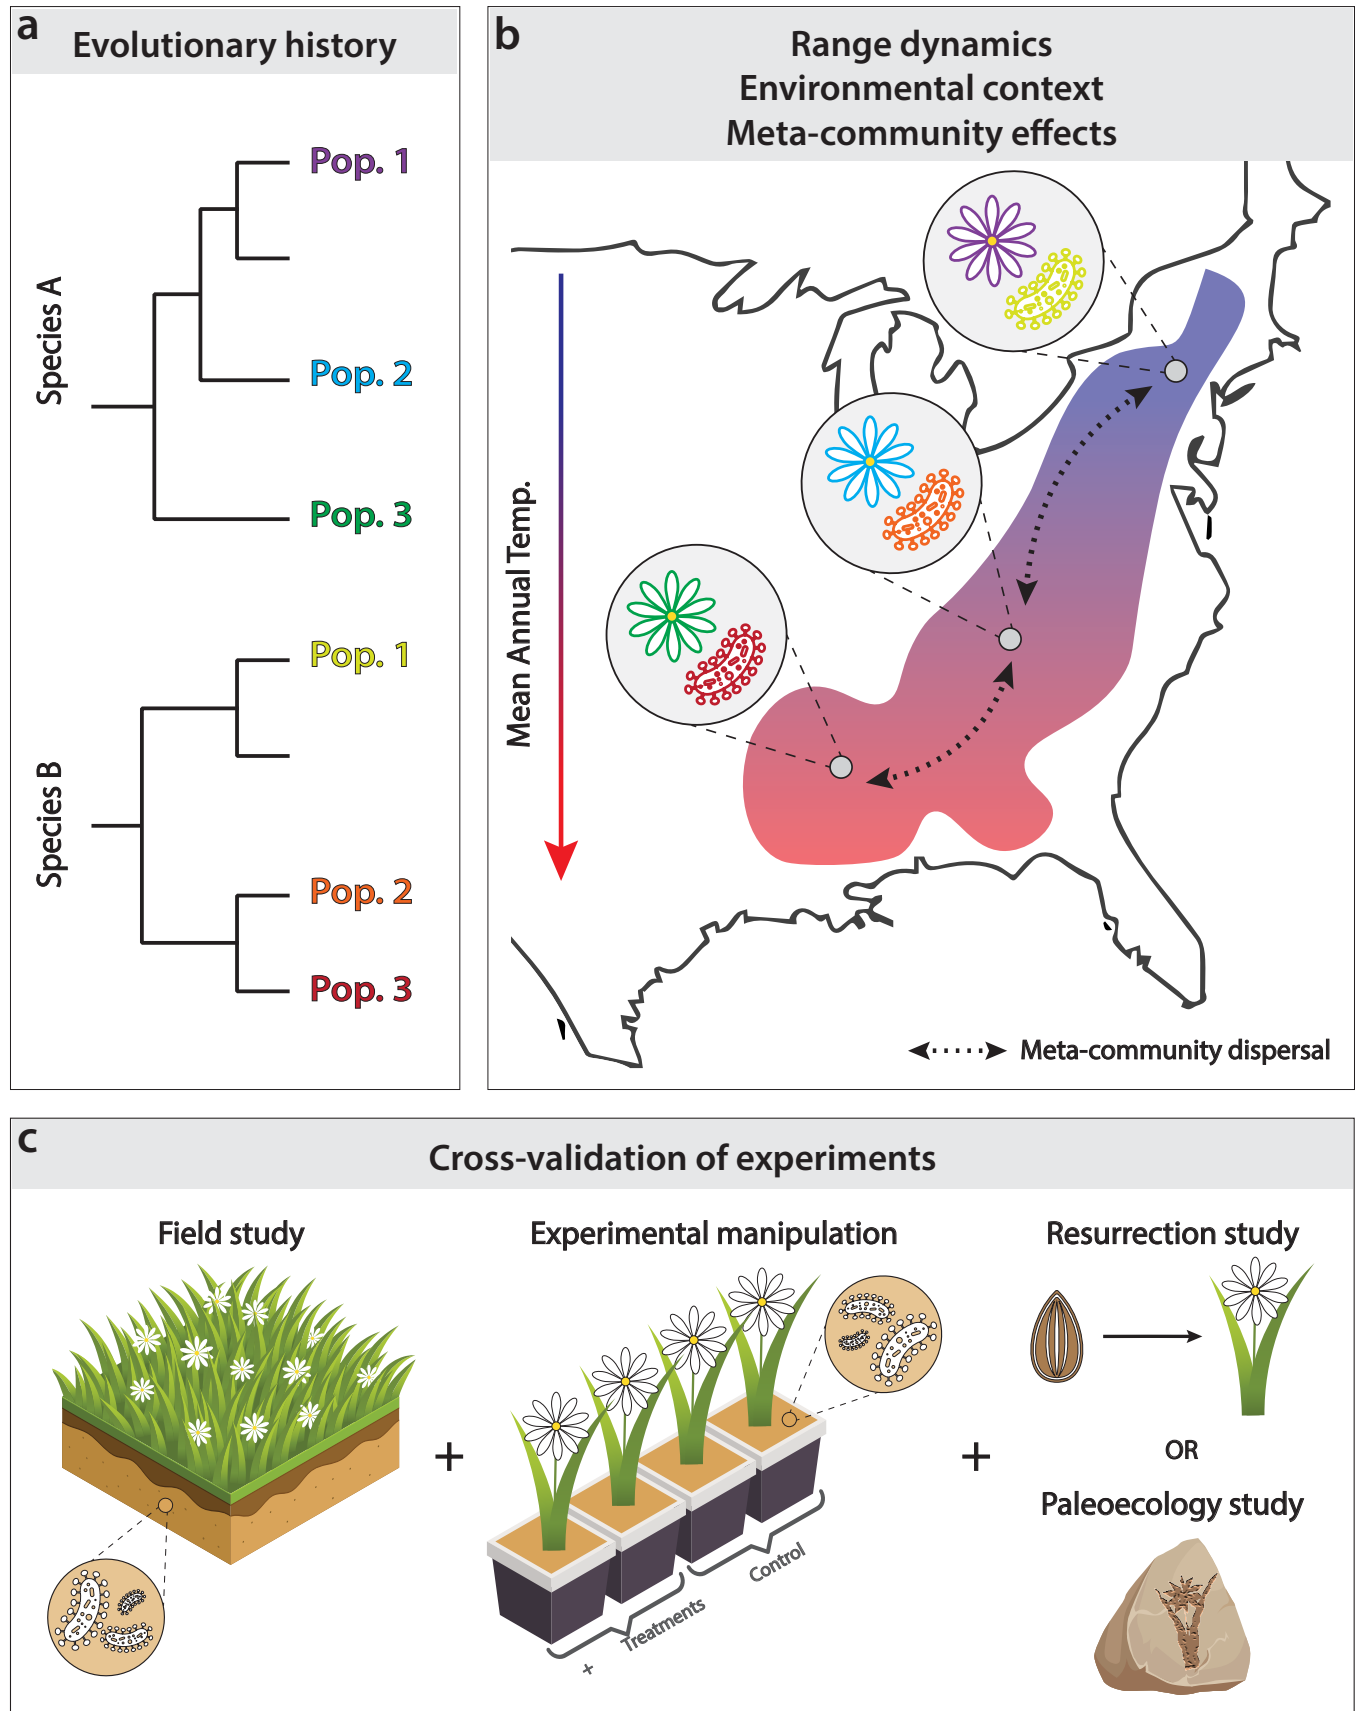 a
Evolutionary history
Species A
Pop. 1
Pop. 2
Pop. 3
Species B
Pop. 1
Pop. 2
Pop. 3
b
Range dynamics
Environmental context
Meta-community effects
Mean Annual Temp.
Meta-community dispersal
c
Cross-validation of experiments
Field study
+
Experimental manipulation
Control
Treatments
+
+
Resurrection study
OR
Paleoecology study